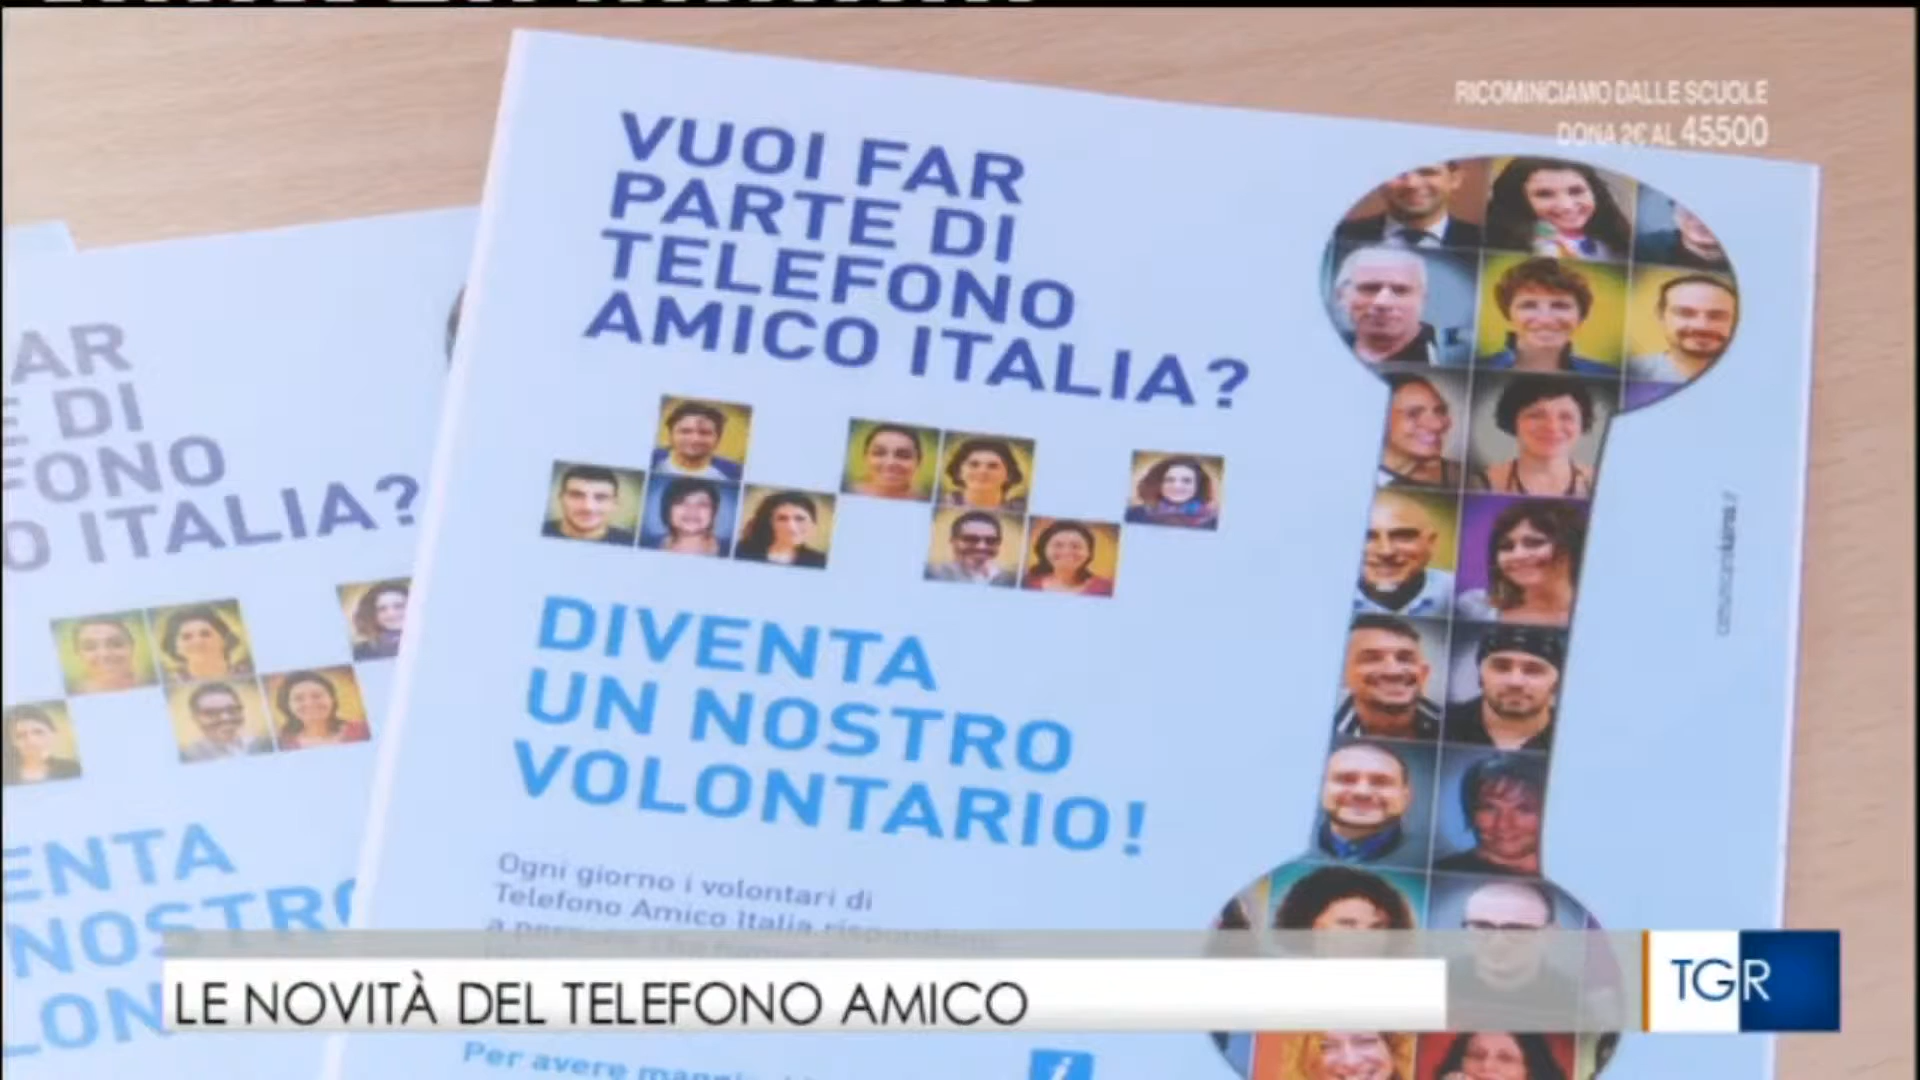 RICOMINCIAMO DALLE SCUOLE
DONA 2€ AL 45500
VUOI FAR
PARTE DI
TELEFONO
AMICO ITALIA?
DIVENTA
UN NOSTRO
VOLONTARIO!
Ogni giorno i volontari di
Telefono Amico Italia
Per avere
AR
DI
FONO
O ITALIA?
ENTA
NOSTRO
LON
LE NOVITÀ DEL TELEFONO AMICO
TGR